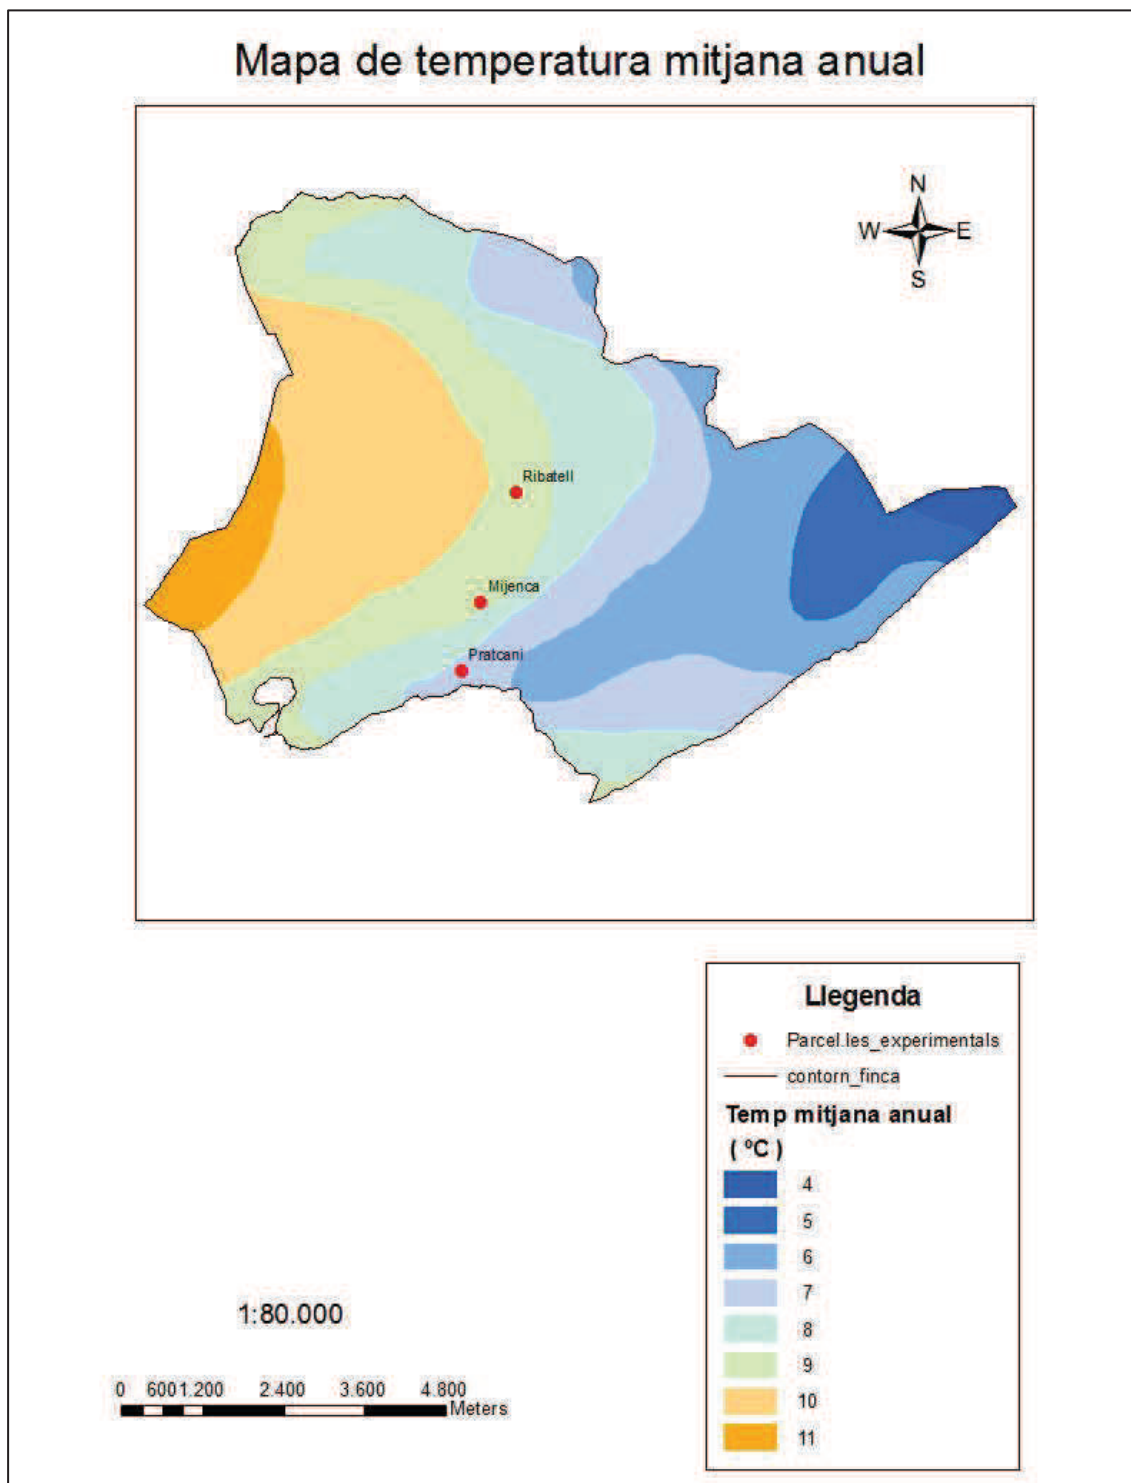 Mapa de temperatura mitjana anual
N
W E
S
Ribatell
Mijenca
Pratcani
Llegenda
Parcel.les_experimentals
contorn_finca
Temp mitjana anual
( ºC )
4
5
6
7
8
9
10
11
1:80.000
0 600 1.200 2.400 3.600 4.800
Meters